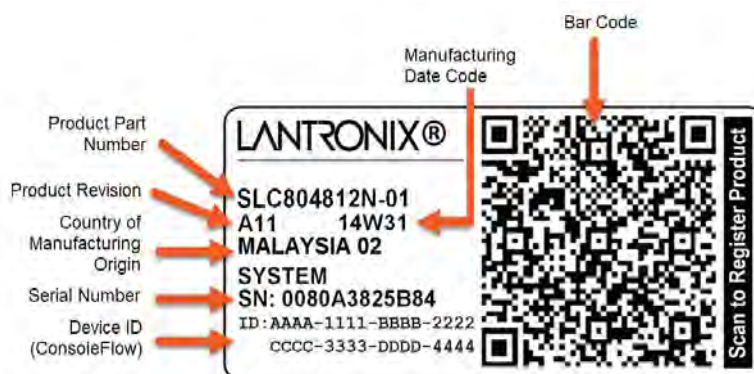 Bar Code
Manufacturing
Date Code
Product Part
Number
Product Revision
Country of
Manufacturing
Origin
Serial Number
Device ID
(ConsoleFlow)
LANTRONIX®
SLC804812N-01
A11 14W31
MALAYSIA 02
SYSTEM
SN: 0080A3825B84
ID:AAAA-1111-BBBB-2222
CCCC-3333-DDDD-4444
Scan to Register Product